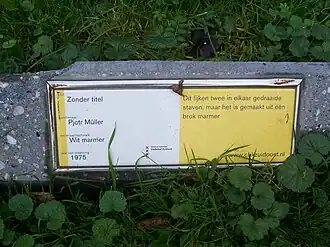 Zonder titel
Pjotr Müller
Wit marmer
1975
Dit lijken twee in elkaar gedraaide
staven, maar het is gemaakt uit één
brok marmer